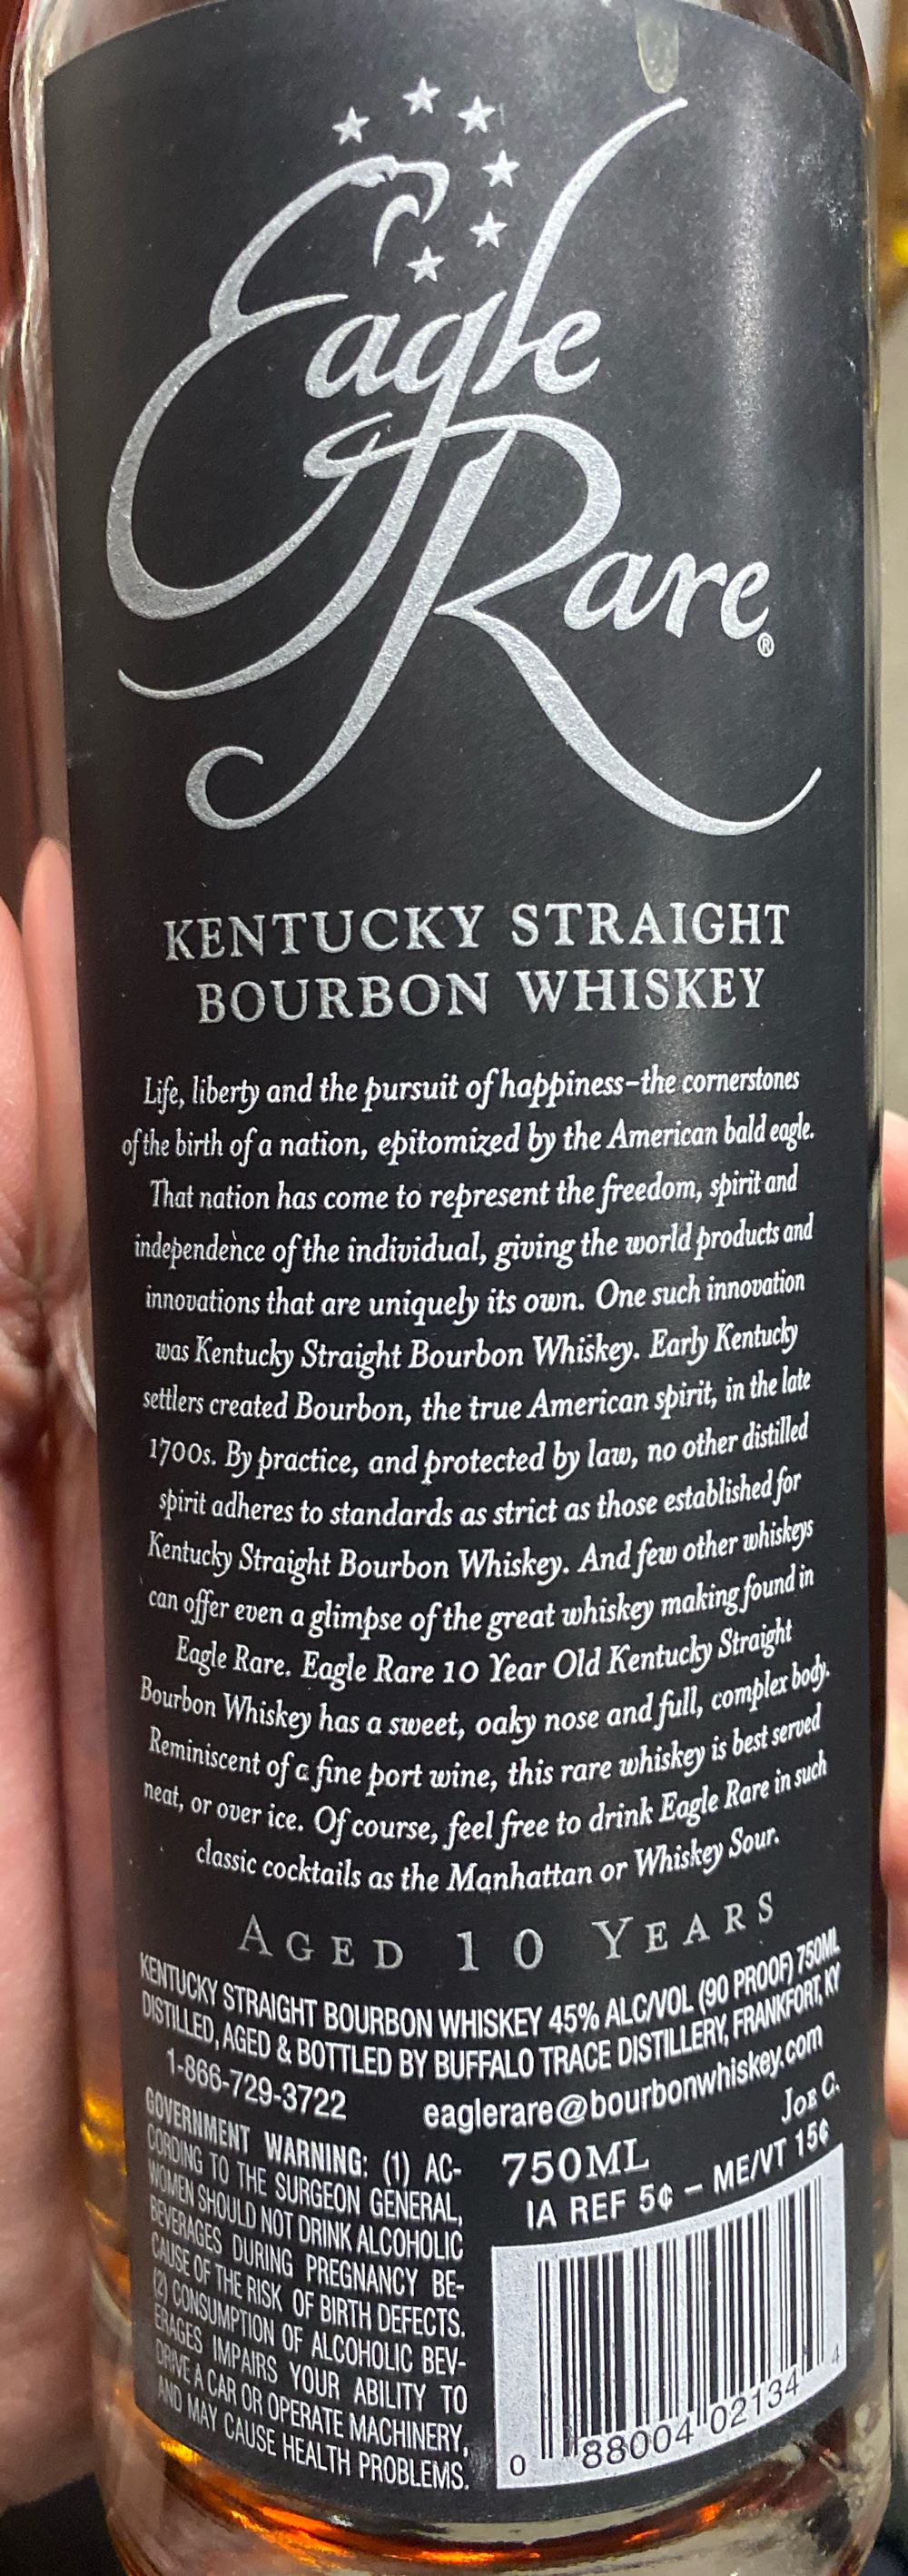 Eagle
Rare®
KENTUCKY STRAIGHT
BOURBON WHISKEY
Life, liberty and the pursuit of happiness–the cornerstones
of the birth of a nation, epitomized by the American bald eagle.
That nation has come to represent the freedom, spirit and
independence of the individual, giving the world products and
innovations that are uniquely its own. One such innovation
was Kentucky Straight Bourbon Whiskey. Early Kentucky
settlers created Bourbon, the true American spirit, in the late
1700s. By practice, and protected by law, no other distilled
spirit adheres to standards as strict as those established for
Kentucky Straight Bourbon Whiskey. And few other whiskeys
can offer even a glimpse of the great whiskey making found in
Eagle Rare. Eagle Rare 10 Year Old Kentucky Straight
Bourbon Whiskey has a sweet, oaky nose and full, complex body.
Reminiscent of a fine port wine, this rare whiskey is best served
neat, or over ice. Of course, feel free to drink Eagle Rare in such
classic cocktails as the Manhattan or Whiskey Sour.
AGED 10 YEARS
KENTUCKY STRAIGHT BOURBON WHISKEY 45% ALC/VOL (90 PROOF) 750ML
DISTILLED, AGED & BOTTLED BY BUFFALO TRACE DISTILLERY, FRANKFORT, KY
1-866-729-3722 eaglerare@bourbonwhiskey.com
JOE C.
GOVERNMENT WARNING: (1) AC-
CORDING TO THE SURGEON GENERAL,
WOMEN SHOULD NOT DRINK ALCOHOLIC
BEVERAGES DURING PREGNANCY BE-
CAUSE OF THE RISK OF BIRTH DEFECTS.
(2) CONSUMPTION OF ALCOHOLIC BEV-
ERAGES IMPAIRS YOUR ABILITY TO
DRIVE A CAR OR OPERATE MACHINERY,
AND MAY CAUSE HEALTH PROBLEMS.
750ML
IA REF 5¢ – ME/VT 15¢
0 88004 02134 4